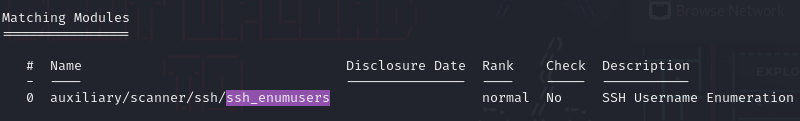 Matching Modules
================
# Name Disclosure Date Rank Check Description
- ---- --------------- ---- ----- -----------
0 auxiliary/scanner/ssh/ssh_enumusers normal No SSH Username Enumeration
Browse Network
EXPLO